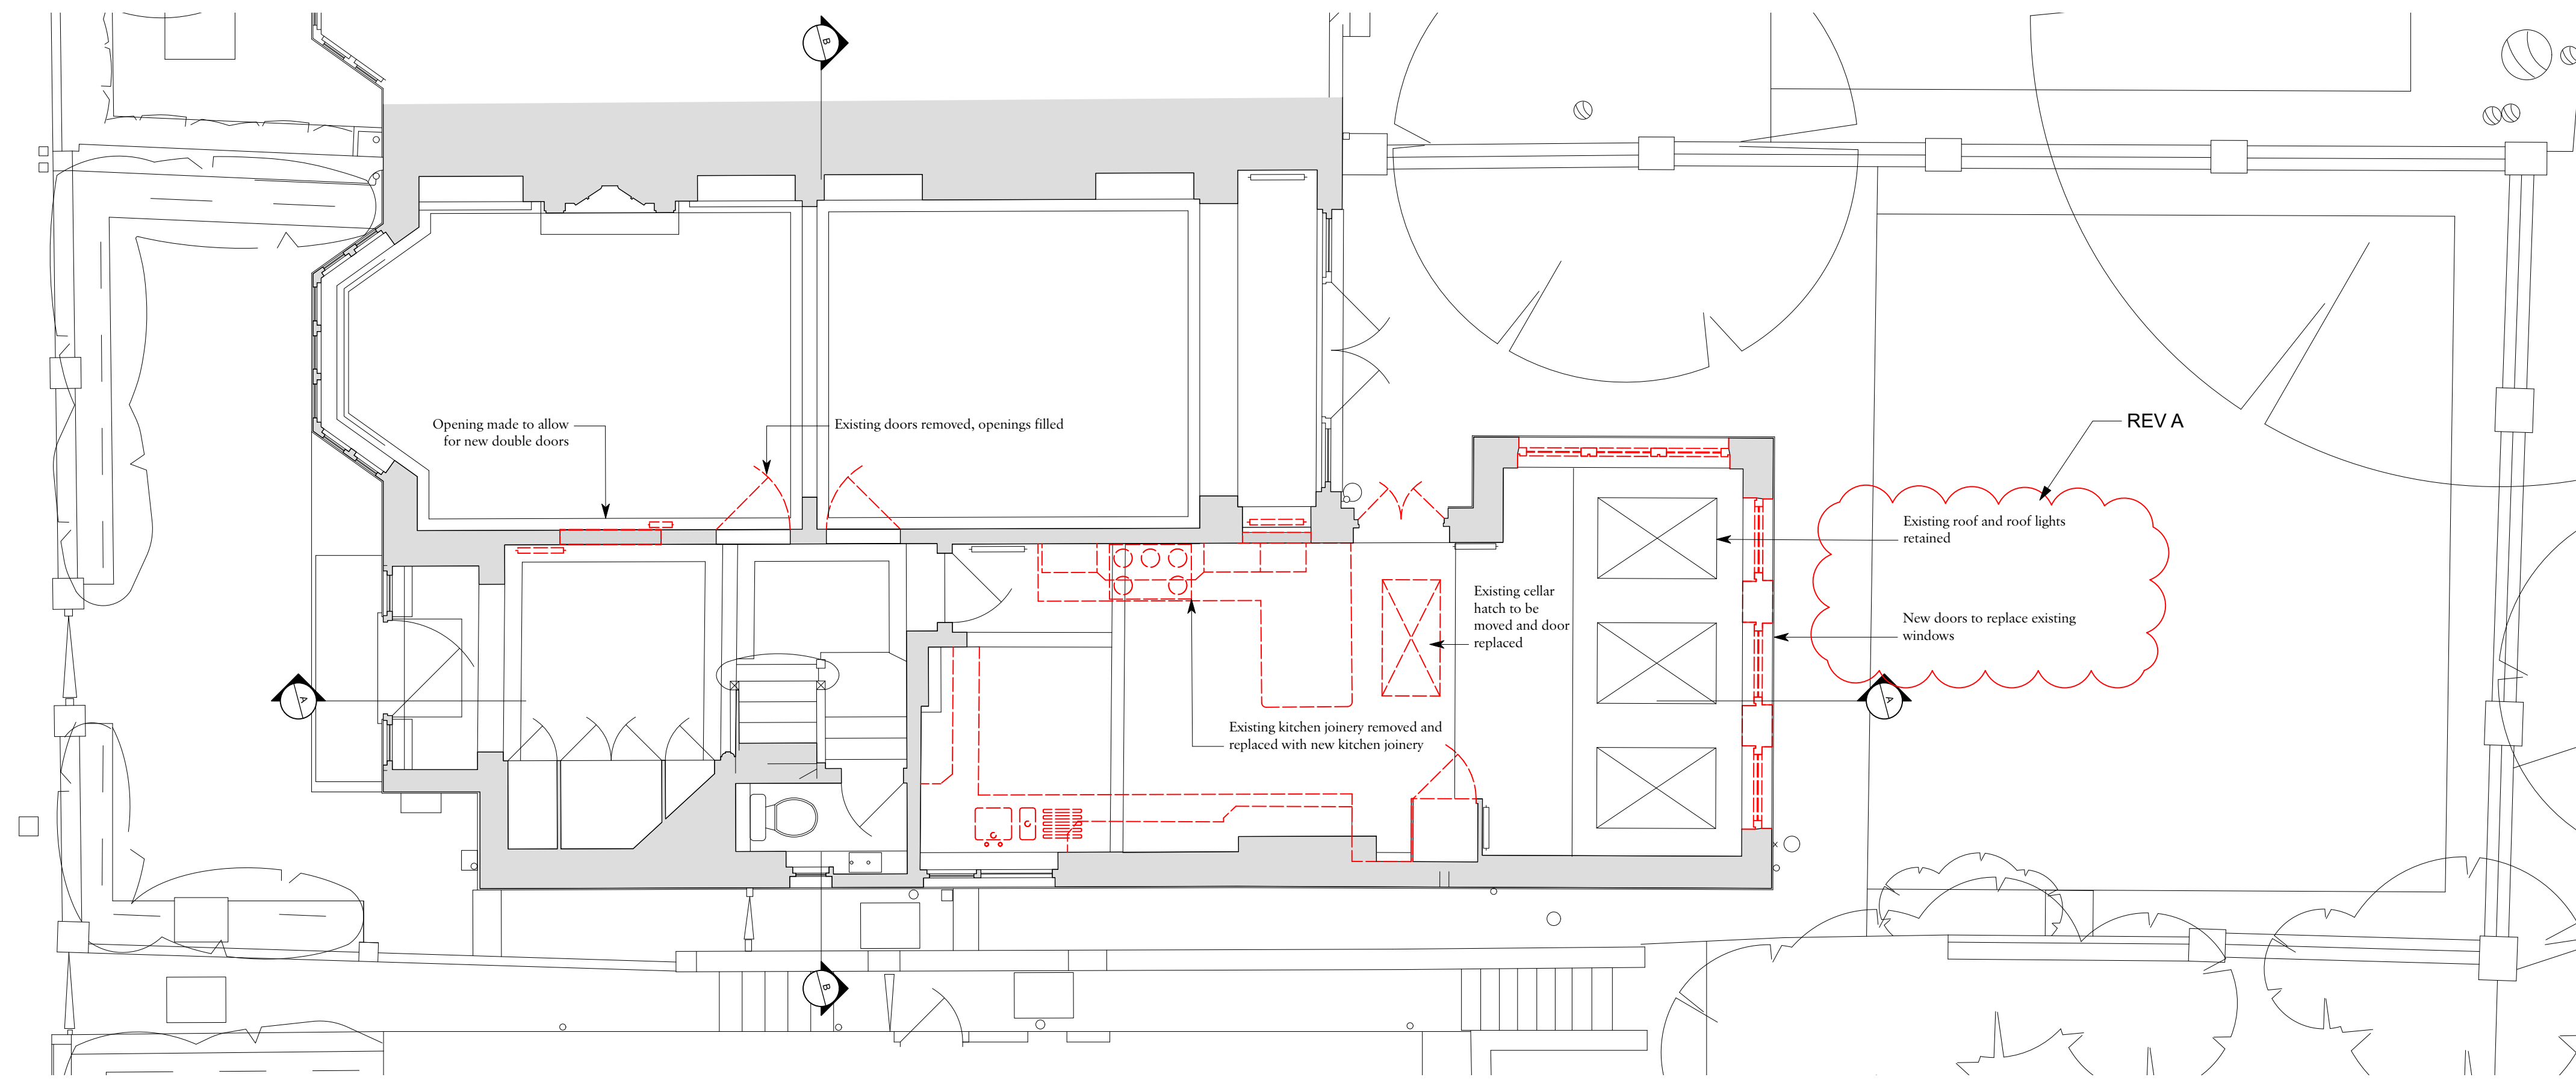 B
Opening made to allow
for new double doors
Existing doors removed, openings filled
REV A
Existing roof and roof lights
retained
Existing cellar
hatch to be
moved and door
replaced
New doors to replace existing
windows
A
A
Existing kitchen joinery removed and
replaced with new kitchen joinery
B